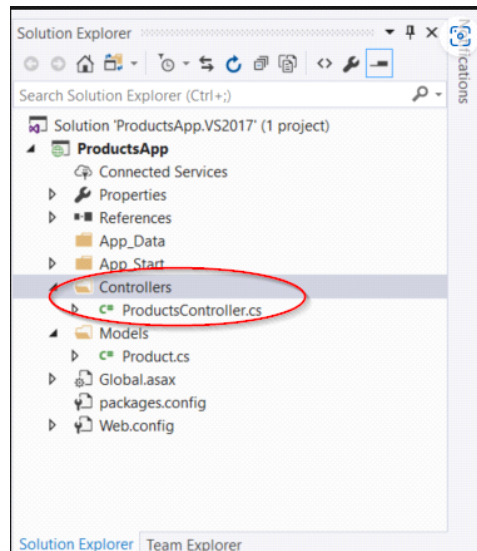 Solution Explorer
Search Solution Explorer (Ctrl+;)
Solution 'ProductsApp.VS2017' (1 project)
ProductsApp
Connected Services
Properties
References
App_Data
App_Start
Controllers
C# ProductsController.cs
Models
C# Product.cs
Global.asax
packages.config
Web.config
Solution Explorer Team Explorer
Notifications